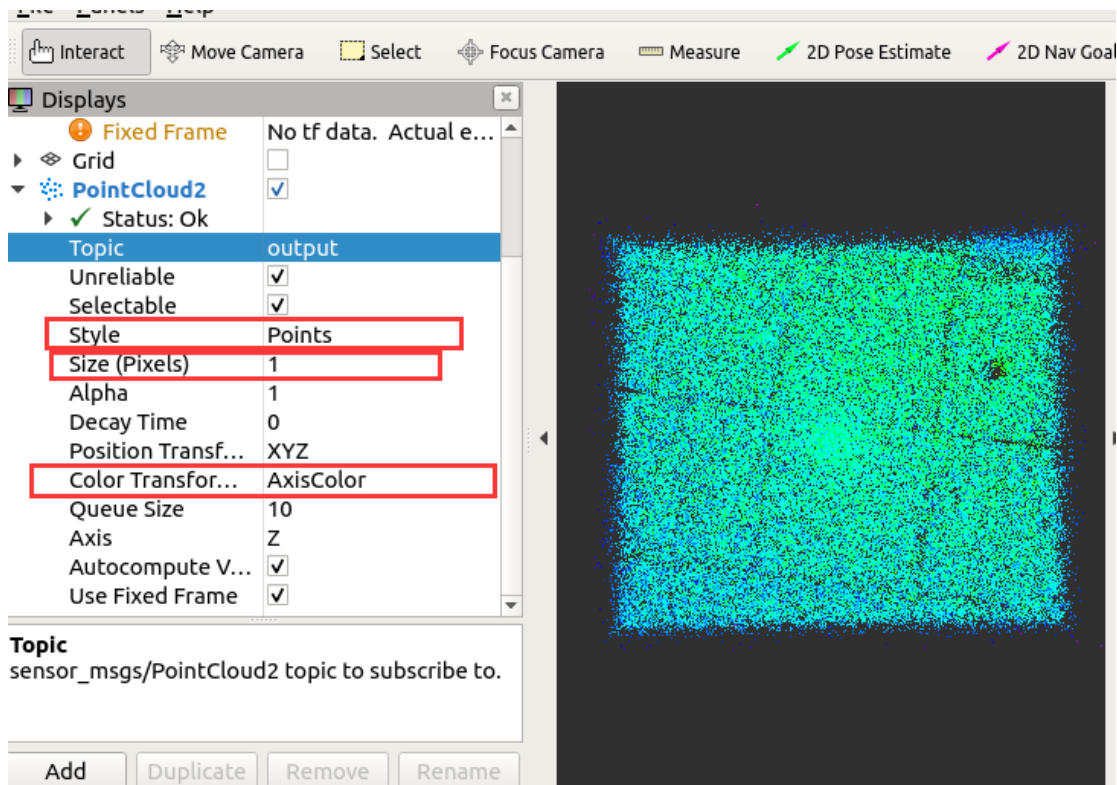 File Panels Help
Interact Move Camera Select Focus Camera Measure 2D Pose Estimate 2D Nav Goal
Displays
Fixed Frame No tf data. Actual e...
Grid
PointCloud2
Status: Ok
Topic output
Unreliable
Selectable
Style Points
Size (Pixels) 1
Alpha 1
Decay Time 0
Position Transf... XYZ
Color Transfor... AxisColor
Queue Size 10
Axis Z
Autocompute V...
Use Fixed Frame
Topic
sensor_msgs/PointCloud2 topic to subscribe to.
Add Duplicate Remove Rename